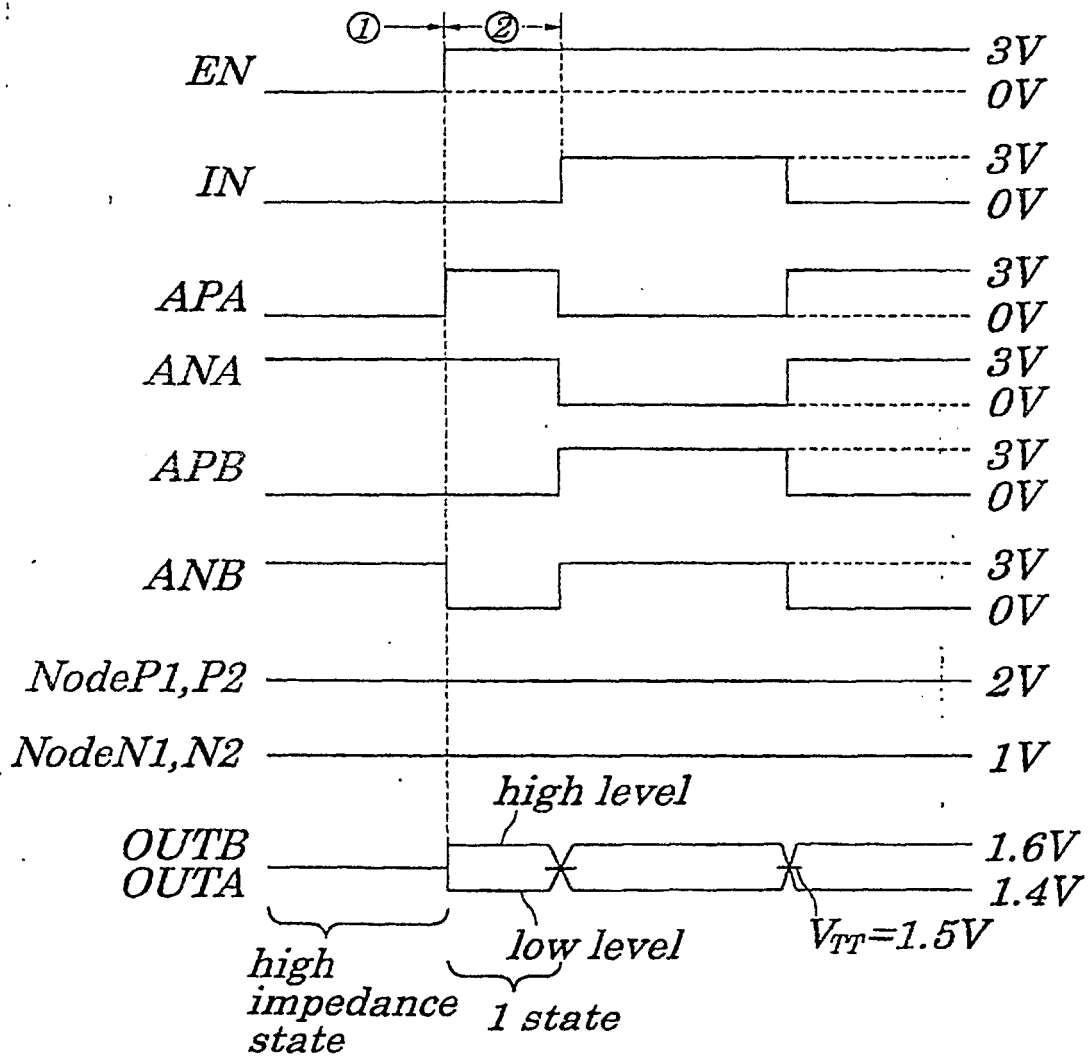 ① ②
EN 3V
0V
IN 3V
0V
APA 3V
0V
ANA 3V
0V
APB 3V
0V
ANB 3V
0V
NodeP1,P2 2V
NodeN1,N2 1V
high level
OUTB 1.6V
OUTA 1.4V
low level VTT=1.5V
high
impedance
state
1 state